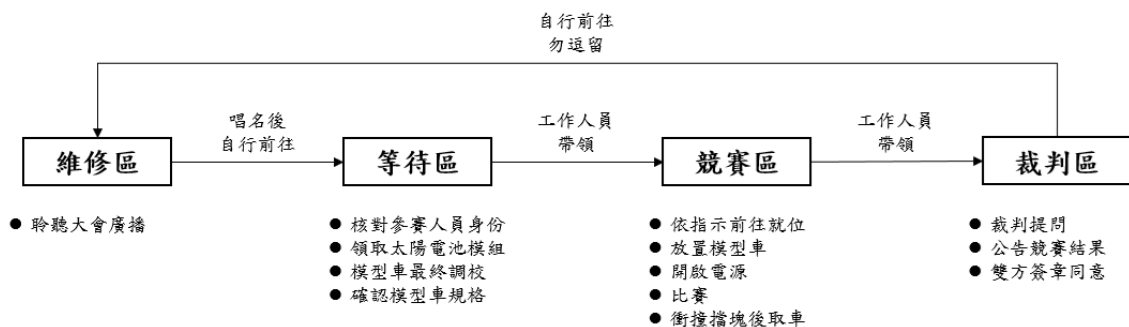 自行前往
勿逗留
唱名後
自行前往
工作人員
帶領
工作人員
帶領
維修區
等待區
競賽區
裁判區
● 聆聽大會廣播
● 核對參賽人員身份
● 領取太陽電池模組
● 模型車最終調校
● 確認模型車規格
● 依指示前往就位
● 放置模型車
● 開啟電源
● 比賽
● 衝撞擋塊後取車
● 裁判提問
● 公告競賽結果
● 雙方簽章同意